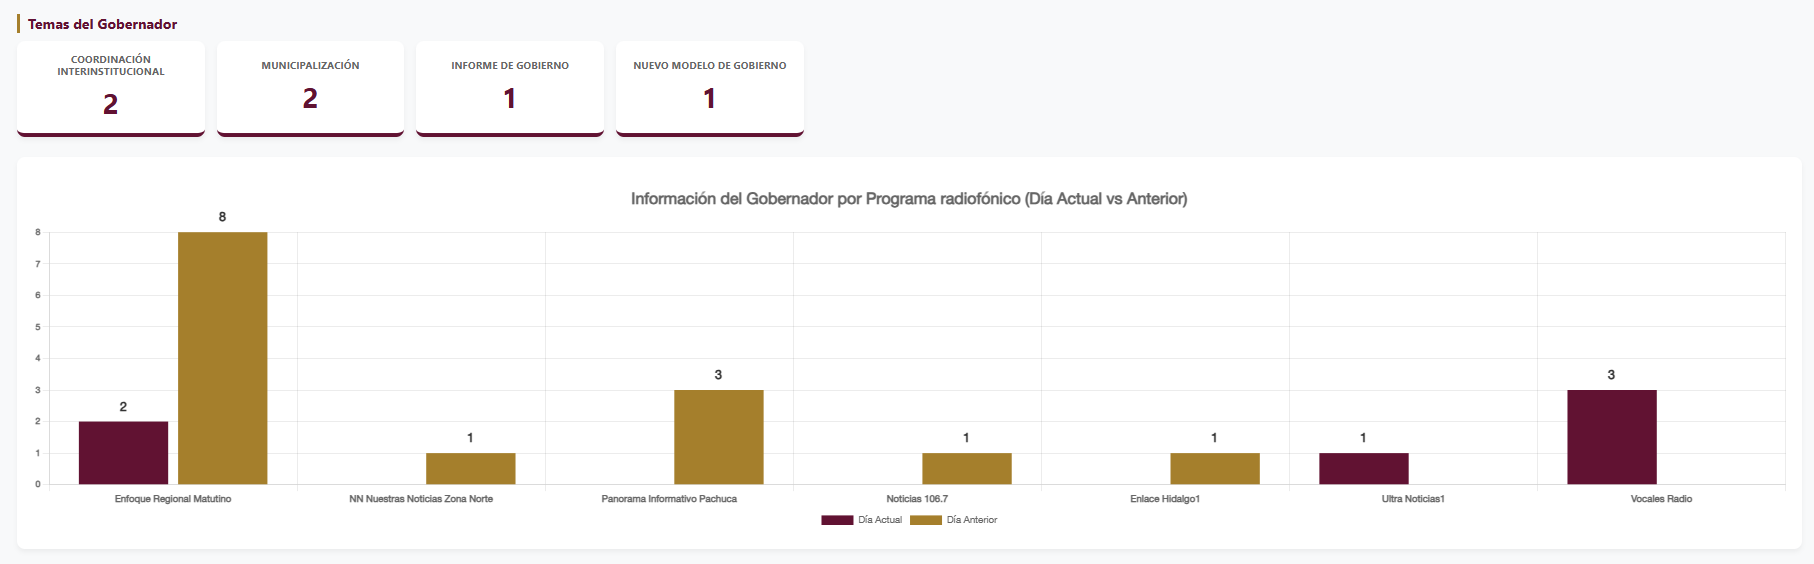 Temas del Gobernador
COORDINACIÓN
INTERINSTITUCIONAL
2
MUNICIPALIZACIÓN
2
INFORME DE GOBIERNO
1
NUEVO MODELO DE GOBIERNO
1
Información del Gobernador por Programa radiofónico (Día Actual vs Anterior)
8
7
6
5
4
3
2
1
0
2
8
1
3
1
1
1
3
Enfoque Regional Matutino
NN Nuestras Noticias Zona Norte
Panorama Informativo Pachuca
Noticias 106.7
Enlace Hidalgo1
Ultra Noticias1
Vocales Radio
Día Actual
Día Anterior